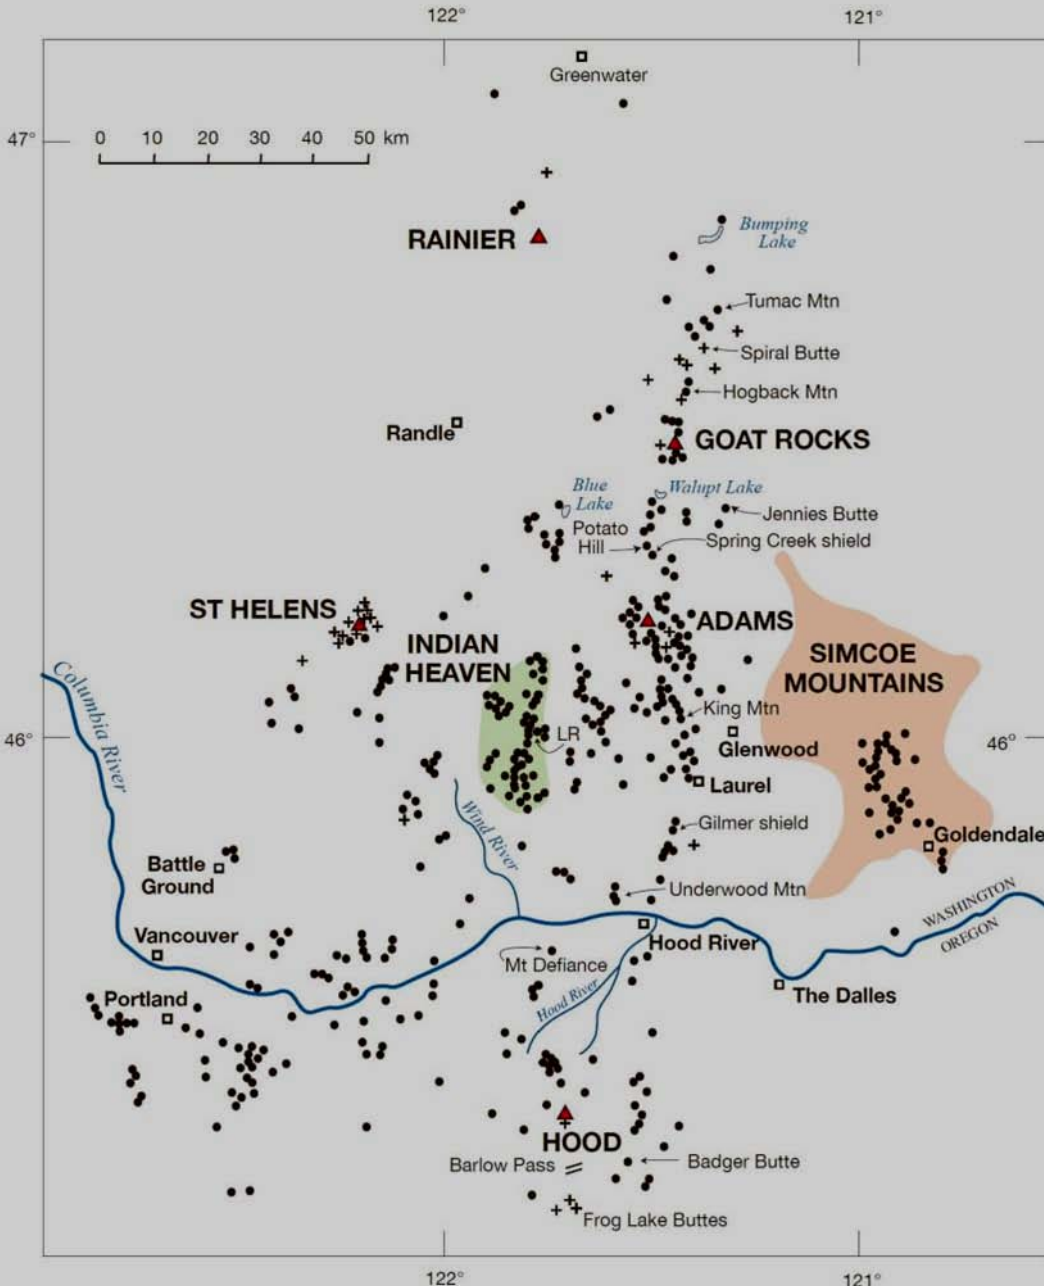 122°
121°
Greenwater
47°
0 10 20 30 40 50 km
RAINIER
Bumping
Lake
Tumac Mtn
Spiral Butte
Hogback Mtn
Randle
GOAT ROCKS
Blue
Lake
Walupt Lake
Jennies Butte
Potato
Hill
Spring Creek shield
ST HELENS
ADAMS
INDIAN
HEAVEN
SIMCOE
MOUNTAINS
Columbia River
King Mtn
LR
Glenwood
46°
Laurel
Wind River
Gilmer shield
Goldendale
Battle
Ground
Underwood Mtn
WASHINGTON
OREGON
Vancouver
Hood River
Mt Defiance
Hood River
The Dalles
Portland
HOOD
Barlow Pass
Badger Butte
Frog Lake Buttes
122°
121°